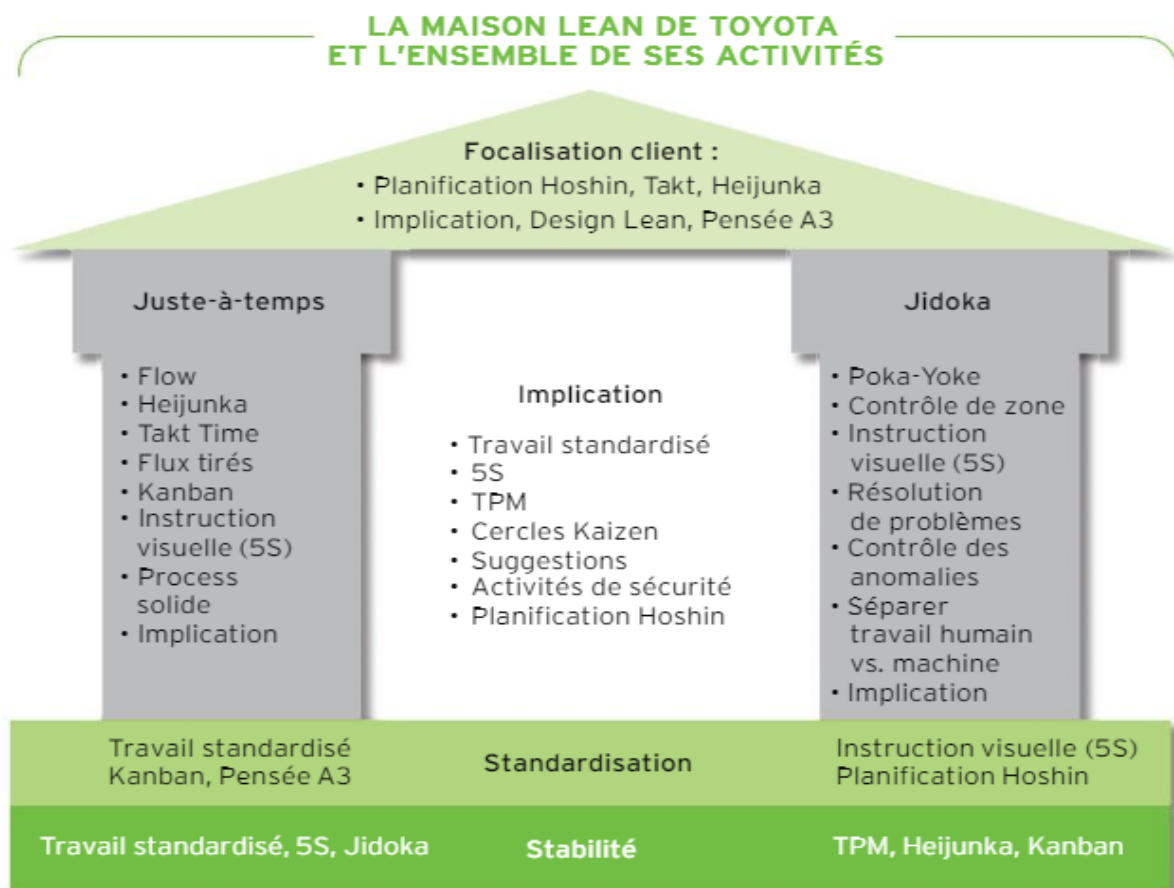 LA MAISON LEAN DE TOYOTA
ET L'ENSEMBLE DE SES ACTIVITÉS
Focalisation client :
• Planification Hoshin, Takt, Heijunka
• Implication, Design Lean, Pensée A3
Juste-à-temps
• Flow
• Heijunka
• Takt Time
• Flux tirés
• Kanban
• Instruction
visuelle (5S)
• Process
solide
• Implication
Implication
• Travail standardisé
• 5S
• TPM
• Cercles Kaizen
• Suggestions
• Activités de sécurité
• Planification Hoshin
Jidoka
• Poka-Yoke
• Contrôle de zone
• Instruction
visuelle (5S)
• Résolution
de problèmes
• Contrôle des
anomalies
• Séparer
travail humain
vs. machine
• Implication
Travail standardisé
Kanban, Pensée A3
Standardisation
Instruction visuelle (5S)
Planification Hoshin
Travail standardisé, 5S, Jidoka
Stabilité
TPM, Heijunka, Kanban